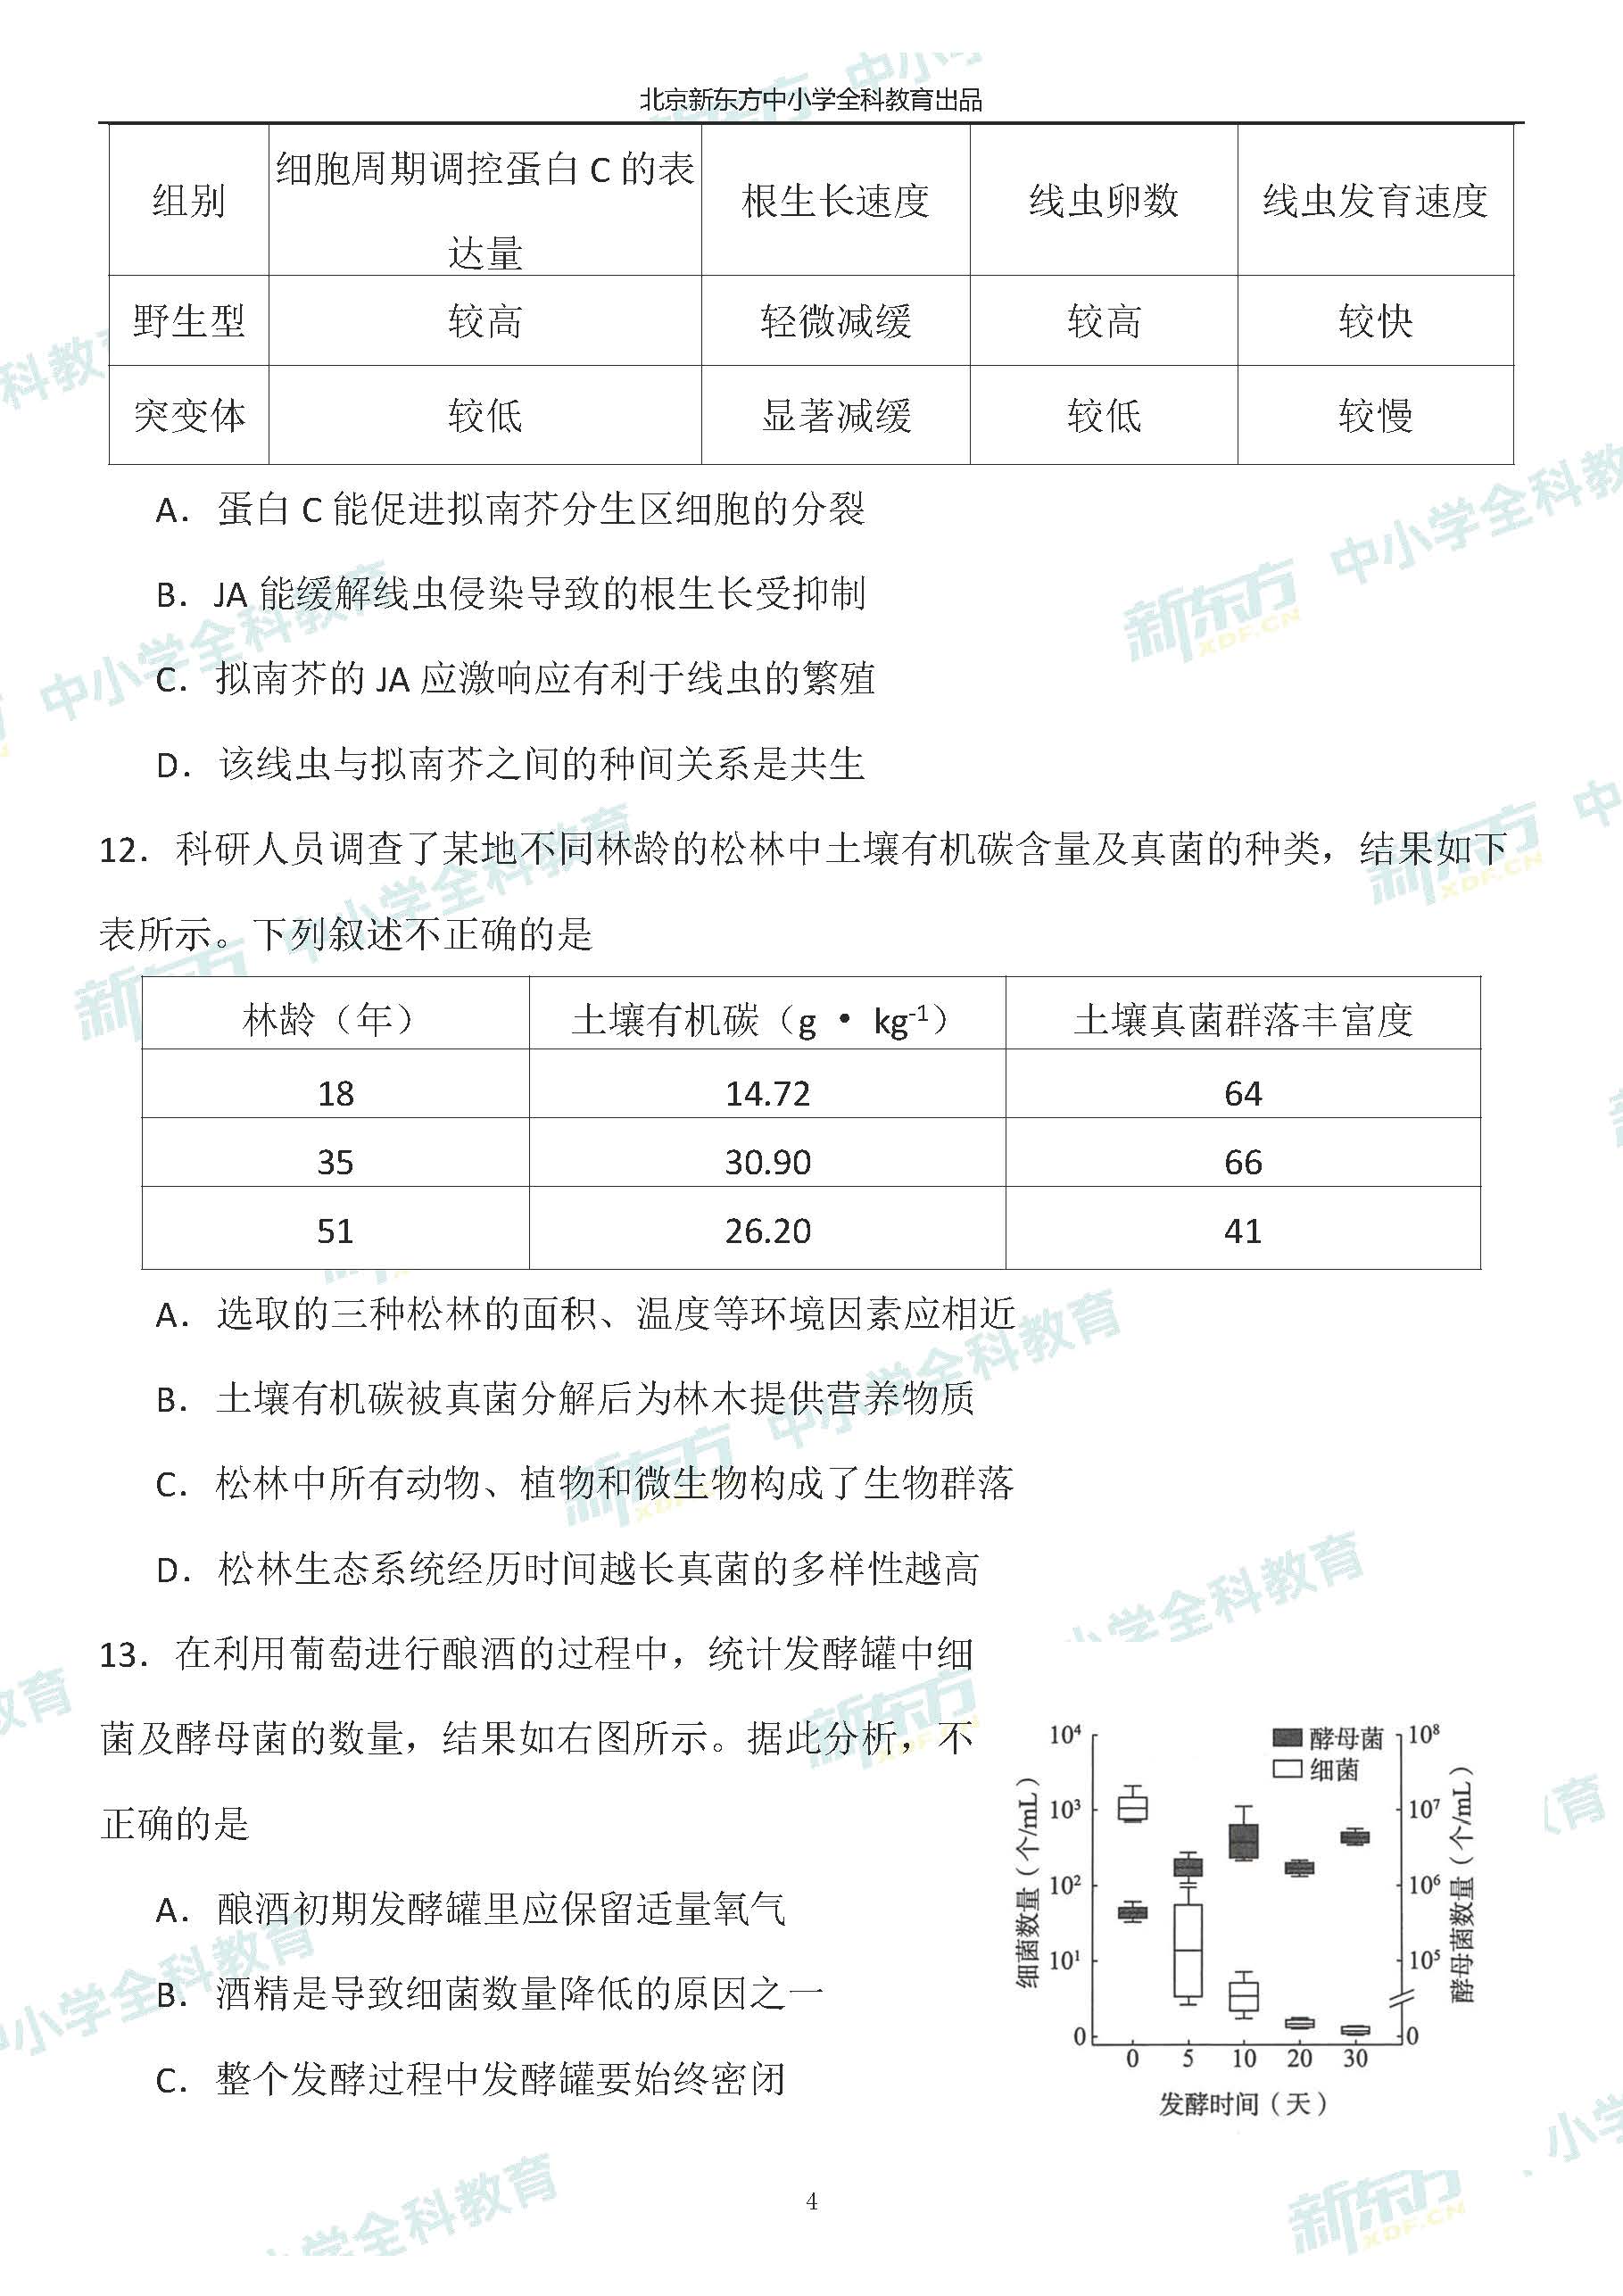 北京新东方中小学全科教育出品
组别 细胞周期调控蛋白 C 的表达量 根生长速度 线虫卵数 线虫发育速度
野生型 较高 轻微减缓 较高 较快
突变体 较低 显著减缓 较低 较慢
A．蛋白 C 能促进拟南芥分生区细胞的分裂
B．JA 能缓解线虫侵染导致的根生长受抑制
C．拟南芥的 JA 应激响应有利于线虫的繁殖
D．该线虫与拟南芥之间的种间关系是共生
12．科研人员调查了某地不同林龄的松林中土壤有机碳含量及真菌的种类，结果如下
表所示。下列叙述不正确的是
林龄（年） 土壤有机碳（g • kg-1） 土壤真菌群落丰富度
18 14.72 64
35 30.90 66
51 26.20 41
A．选取的三种松林的面积、温度等环境因素应相近
B．土壤有机碳被真菌分解后为林木提供营养物质
C．松林中所有动物、植物和微生物构成了生物群落
D．松林生态系统经历时间越长真菌的多样性越高
13．在利用葡萄进行酿酒的过程中，统计发酵罐中细
菌及酵母菌的数量，结果如右图所示。据此分析，不
正确的是
A．酿酒初期发酵罐里应保留适量氧气
B．酒精是导致细菌数量降低的原因之一
C．整个发酵过程中发酵罐要始终密闭
细菌数量（个/mL）
10⁴
10³
10²
10¹
0
酵母菌
细菌
10⁸
10⁷
10⁶
10⁵
0
酵母菌数量（个/mL）
0 5 10 20 30
发酵时间（天）
4
新东方 XDF.CN 中小学全科教育